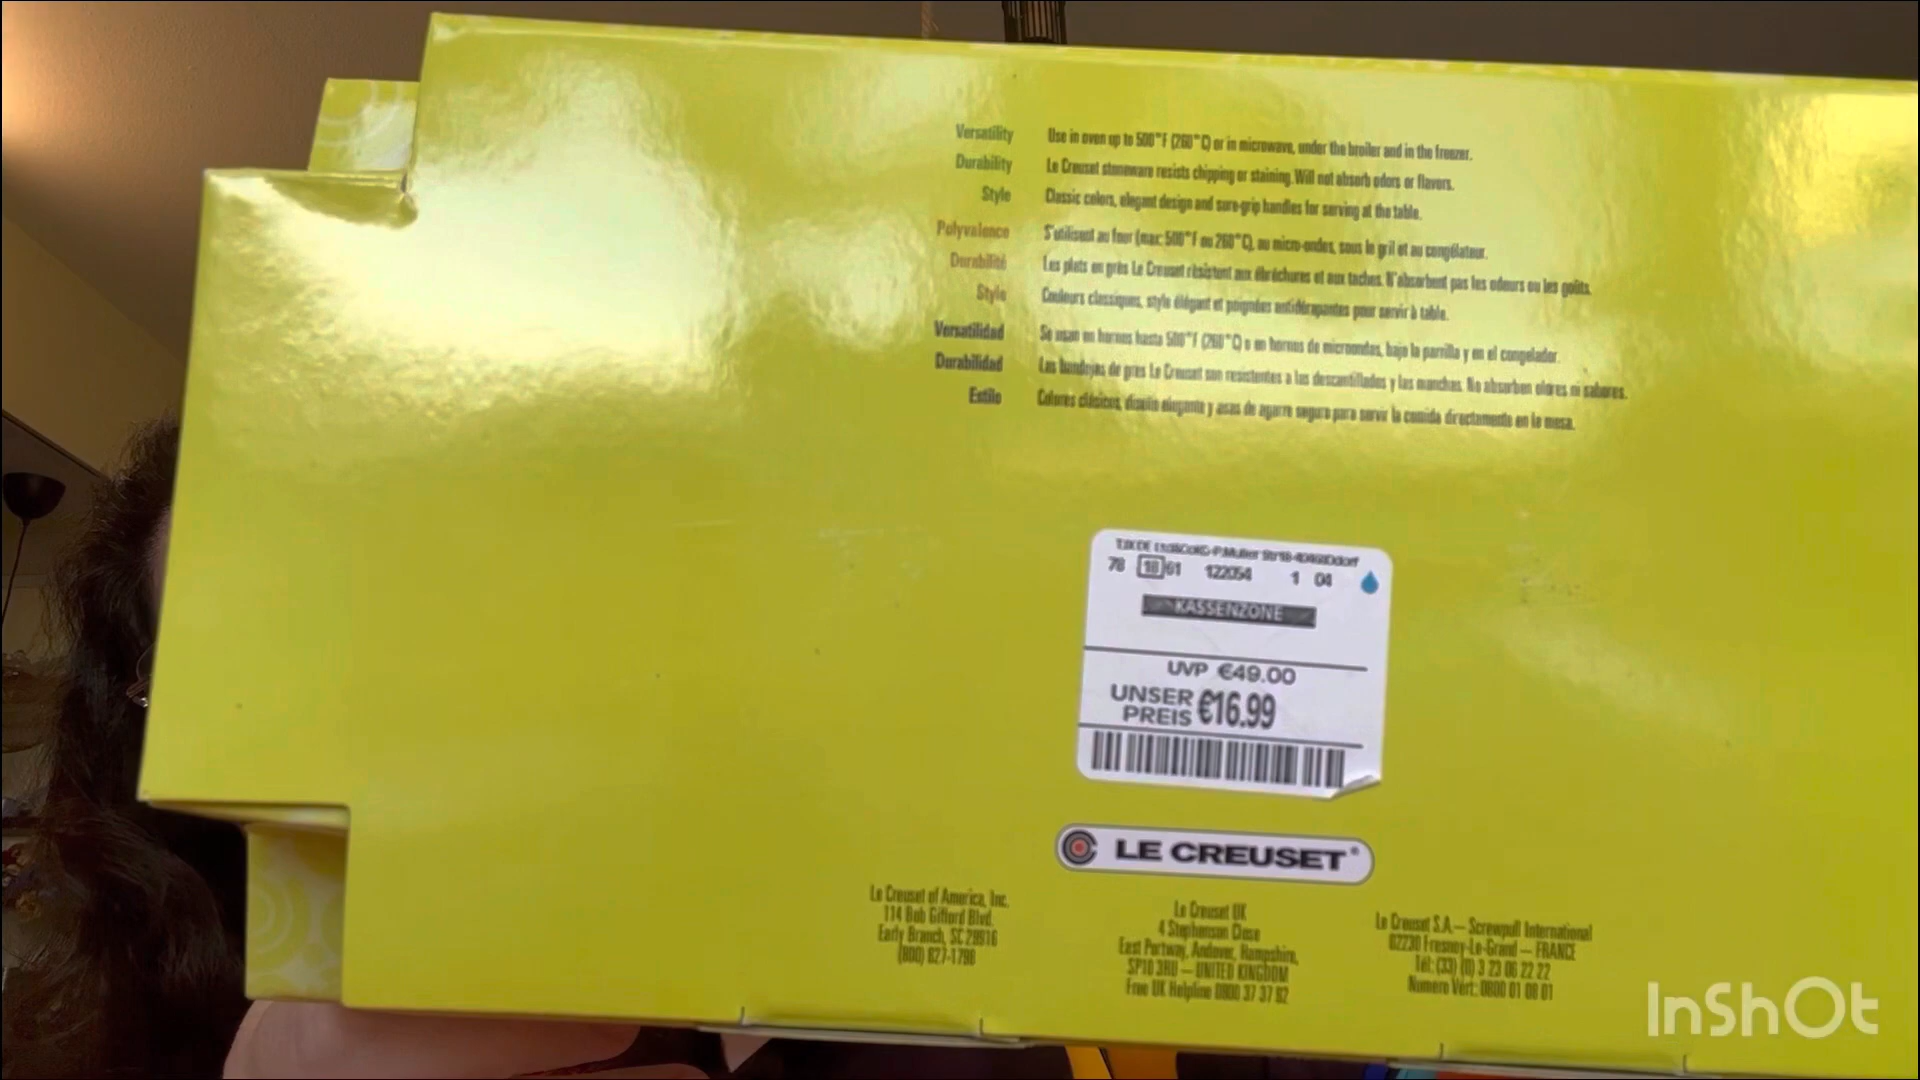 Versatility Use in oven up to 500°F (260°C) or in microwave, under the broiler and in the freezer.
Durability Le Creuset stoneware resists chipping or staining. Will not absorb odors or flavors.
Style Classic colors, elegant design and sure-grip handles for serving at the table.
Polyvalence S'utilisent au four (max: 500°F ou 260°C), au micro-ondes, sous le gril et au congélateur.
Durabilité Les plats en grès Le Creuset résistent aux ébréchures et aux taches. N'absorbent pas les odeurs ou les goûts.
Style Couleurs classiques, style élégant et poignées antidérapantes pour servir à table.
Versatilidad Se usan en hornos hasta 500°F (260°C) o en hornos de microondas, bajo la parrilla y en el congelador.
Durabilidad Las bandejas de gres Le Creuset son resistentes a los descantillados y las manchas. No absorben olores ni sabores.
Estilo Colores clásicos, diseño elegante y asas de agarre seguro para servir la comida directamente en la mesa.
TJX DE
78 18 61 122054 1 04
KASSENZONE
UVP €49.00
UNSER
PREIS €16.99
LE CREUSET®
Le Creuset of America, Inc.
114 Bob Gifford Blvd.
Early Branch, SC 29916
(800) 827-1798
Le Creuset UK
4 Stephenson Close
East Portway, Andover, Hampshire,
SP10 3RU — UNITED KINGDOM
Free UK Helpline 0800 37 37 92
Le Creuset S.A. — Screwpull International
02230 Fresnoy-Le-Grand — FRANCE
Tél: (33) (0) 3 23 06 22 22
Numero Vért: 0800 01 08 01
InShOt